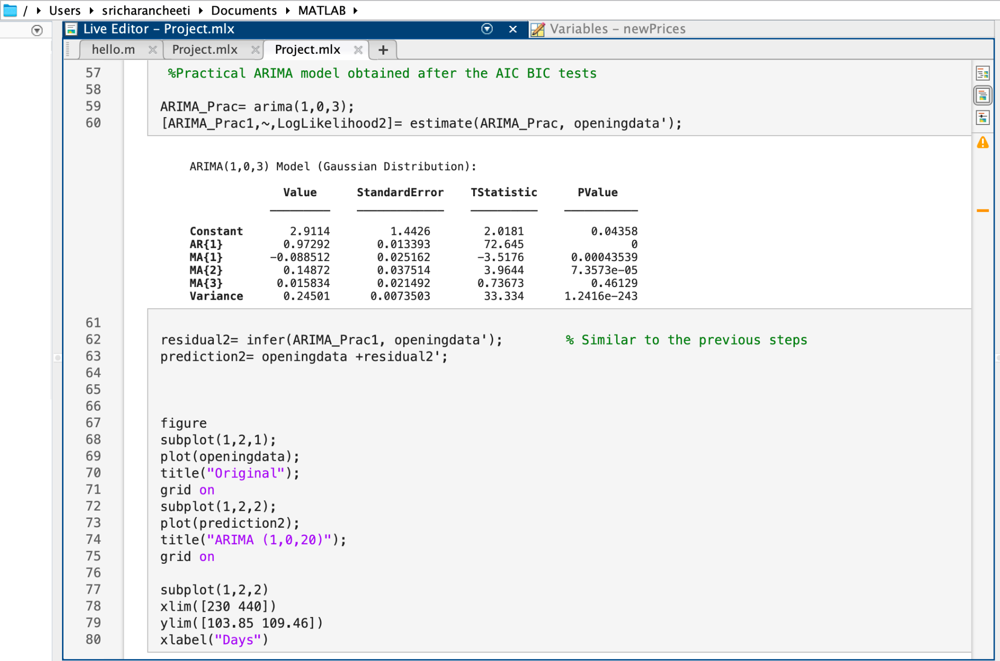 / Users sricharancheeti Documents MATLAB
Live Editor – Project.mlx
Variables – newPrices
hello.m Project.mlx Project.mlx +
57 %Practical ARIMA model obtained after the AIC BIC tests
58
59 ARIMA_Prac= arima(1,0,3);
60 [ARIMA_Prac1,~,LogLikelihood2]= estimate(ARIMA_Prac, openingdata');
ARIMA(1,0,3) Model (Gaussian Distribution):
Value StandardError TStatistic PValue
Constant 2.9114 1.4426 2.0181 0.04358
AR{1} 0.97292 0.013393 72.645 0
MA{1} −0.088512 0.025162 −3.5176 0.00043539
MA{2} 0.14872 0.037514 3.9644 7.3573e−05
MA{3} 0.015834 0.021492 0.73673 0.46129
Variance 0.24501 0.0073503 33.334 1.2416e−243
61
62 residual2= infer(ARIMA_Prac1, openingdata'); % Similar to the previous steps
63 prediction2= openingdata +residual2';
64
65
66
67 figure
68 subplot(1,2,1);
69 plot(openingdata);
70 title("Original");
71 grid on
72 subplot(1,2,2);
73 plot(prediction2);
74 title("ARIMA (1,0,20)");
75 grid on
76
77 subplot(1,2,2)
78 xlim([230 440])
79 ylim([103.85 109.46])
80 xlabel("Days")